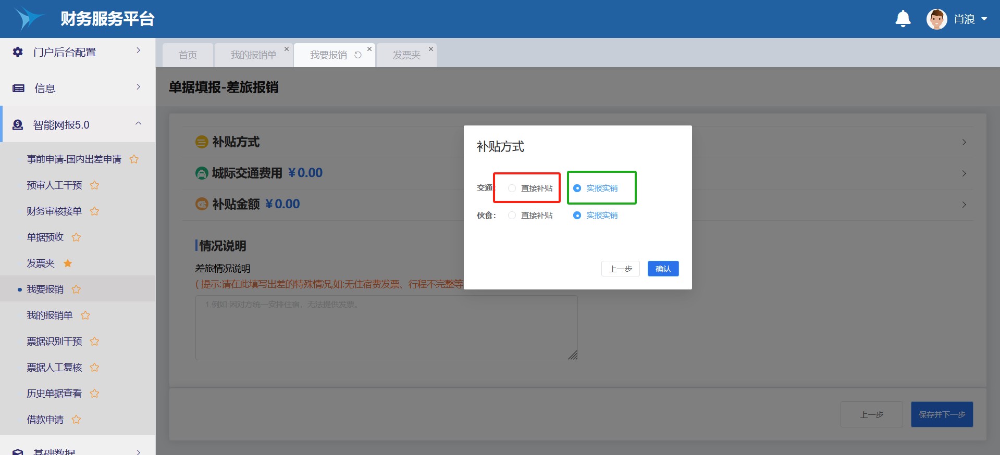 财务服务平台
肖浪
门户后台配置
信息
智能网报5.0
事前申请-国内出差申请
预审人工干预
财务审核接单
单据预收
发票夹
我要报销
我的报销单
票据识别干预
票据人工复核
历史单据查看
借款申请
基础数据
首页
我的报销单
我要报销
发票夹
单据填报-差旅报销
补贴方式
城际交通费用 ¥0.00
补贴金额 ¥0.00
情况说明
差旅情况说明
( 提示:请在此填写出差的特殊情况,如:无住宿费发票、行程不完整等
1.例如:因对方统一安排住宿，无法提供发票。
上一步
保存并下一步
补贴方式
交通: 直接补贴 实报实销
伙食: 直接补贴 实报实销
上一步
确认